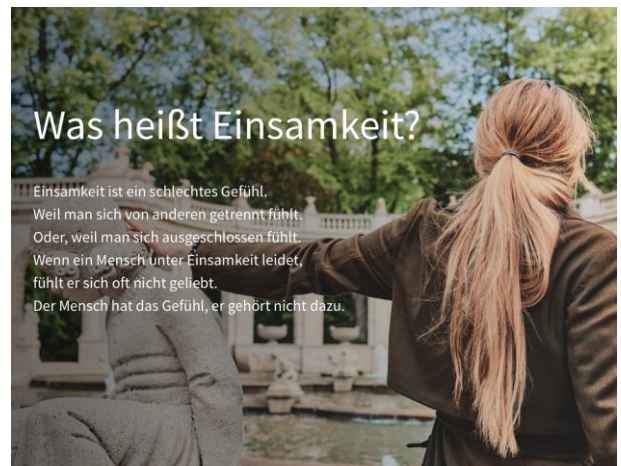 Was heißt Einsamkeit?
Einsamkeit ist ein schlechtes Gefühl.
Weil man sich von anderen getrennt fühlt.
Oder, weil man sich ausgeschlossen fühlt.
Wenn ein Mensch unter Einsamkeit leidet,
fühlt er sich oft nicht geliebt.
Der Mensch hat das Gefühl, er gehört nicht dazu.